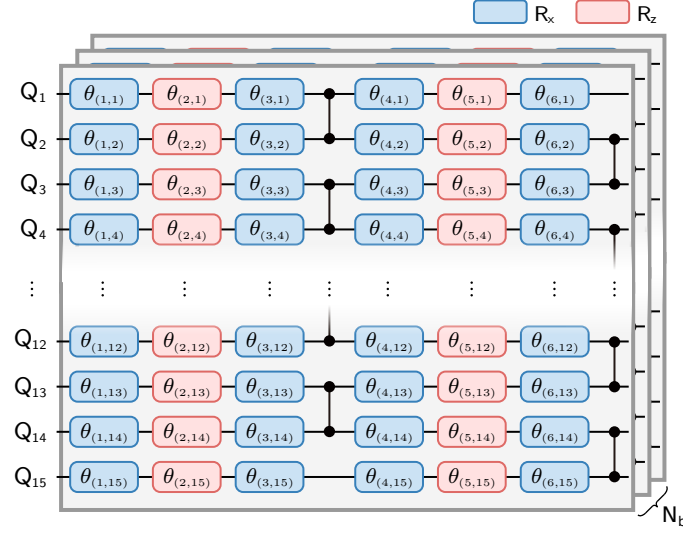 Rₓ R_z
Q₁ θ(1,1) θ(2,1) θ(3,1) θ(4,1) θ(5,1) θ(6,1)
Q₂ θ(1,2) θ(2,2) θ(3,2) θ(4,2) θ(5,2) θ(6,2)
Q₃ θ(1,3) θ(2,3) θ(3,3) θ(4,3) θ(5,3) θ(6,3)
Q₄ θ(1,4) θ(2,4) θ(3,4) θ(4,4) θ(5,4) θ(6,4)
⋮ ⋮ ⋮ ⋮ ⋮ ⋮ ⋮ ⋮ ⋮
Q₁₂ θ(1,12) θ(2,12) θ(3,12) θ(4,12) θ(5,12) θ(6,12)
Q₁₃ θ(1,13) θ(2,13) θ(3,13) θ(4,13) θ(5,13) θ(6,13)
Q₁₄ θ(1,14) θ(2,14) θ(3,14) θ(4,14) θ(5,14) θ(6,14)
Q₁₅ θ(1,15) θ(2,15) θ(3,15) θ(4,15) θ(5,15) θ(6,15)
N_b